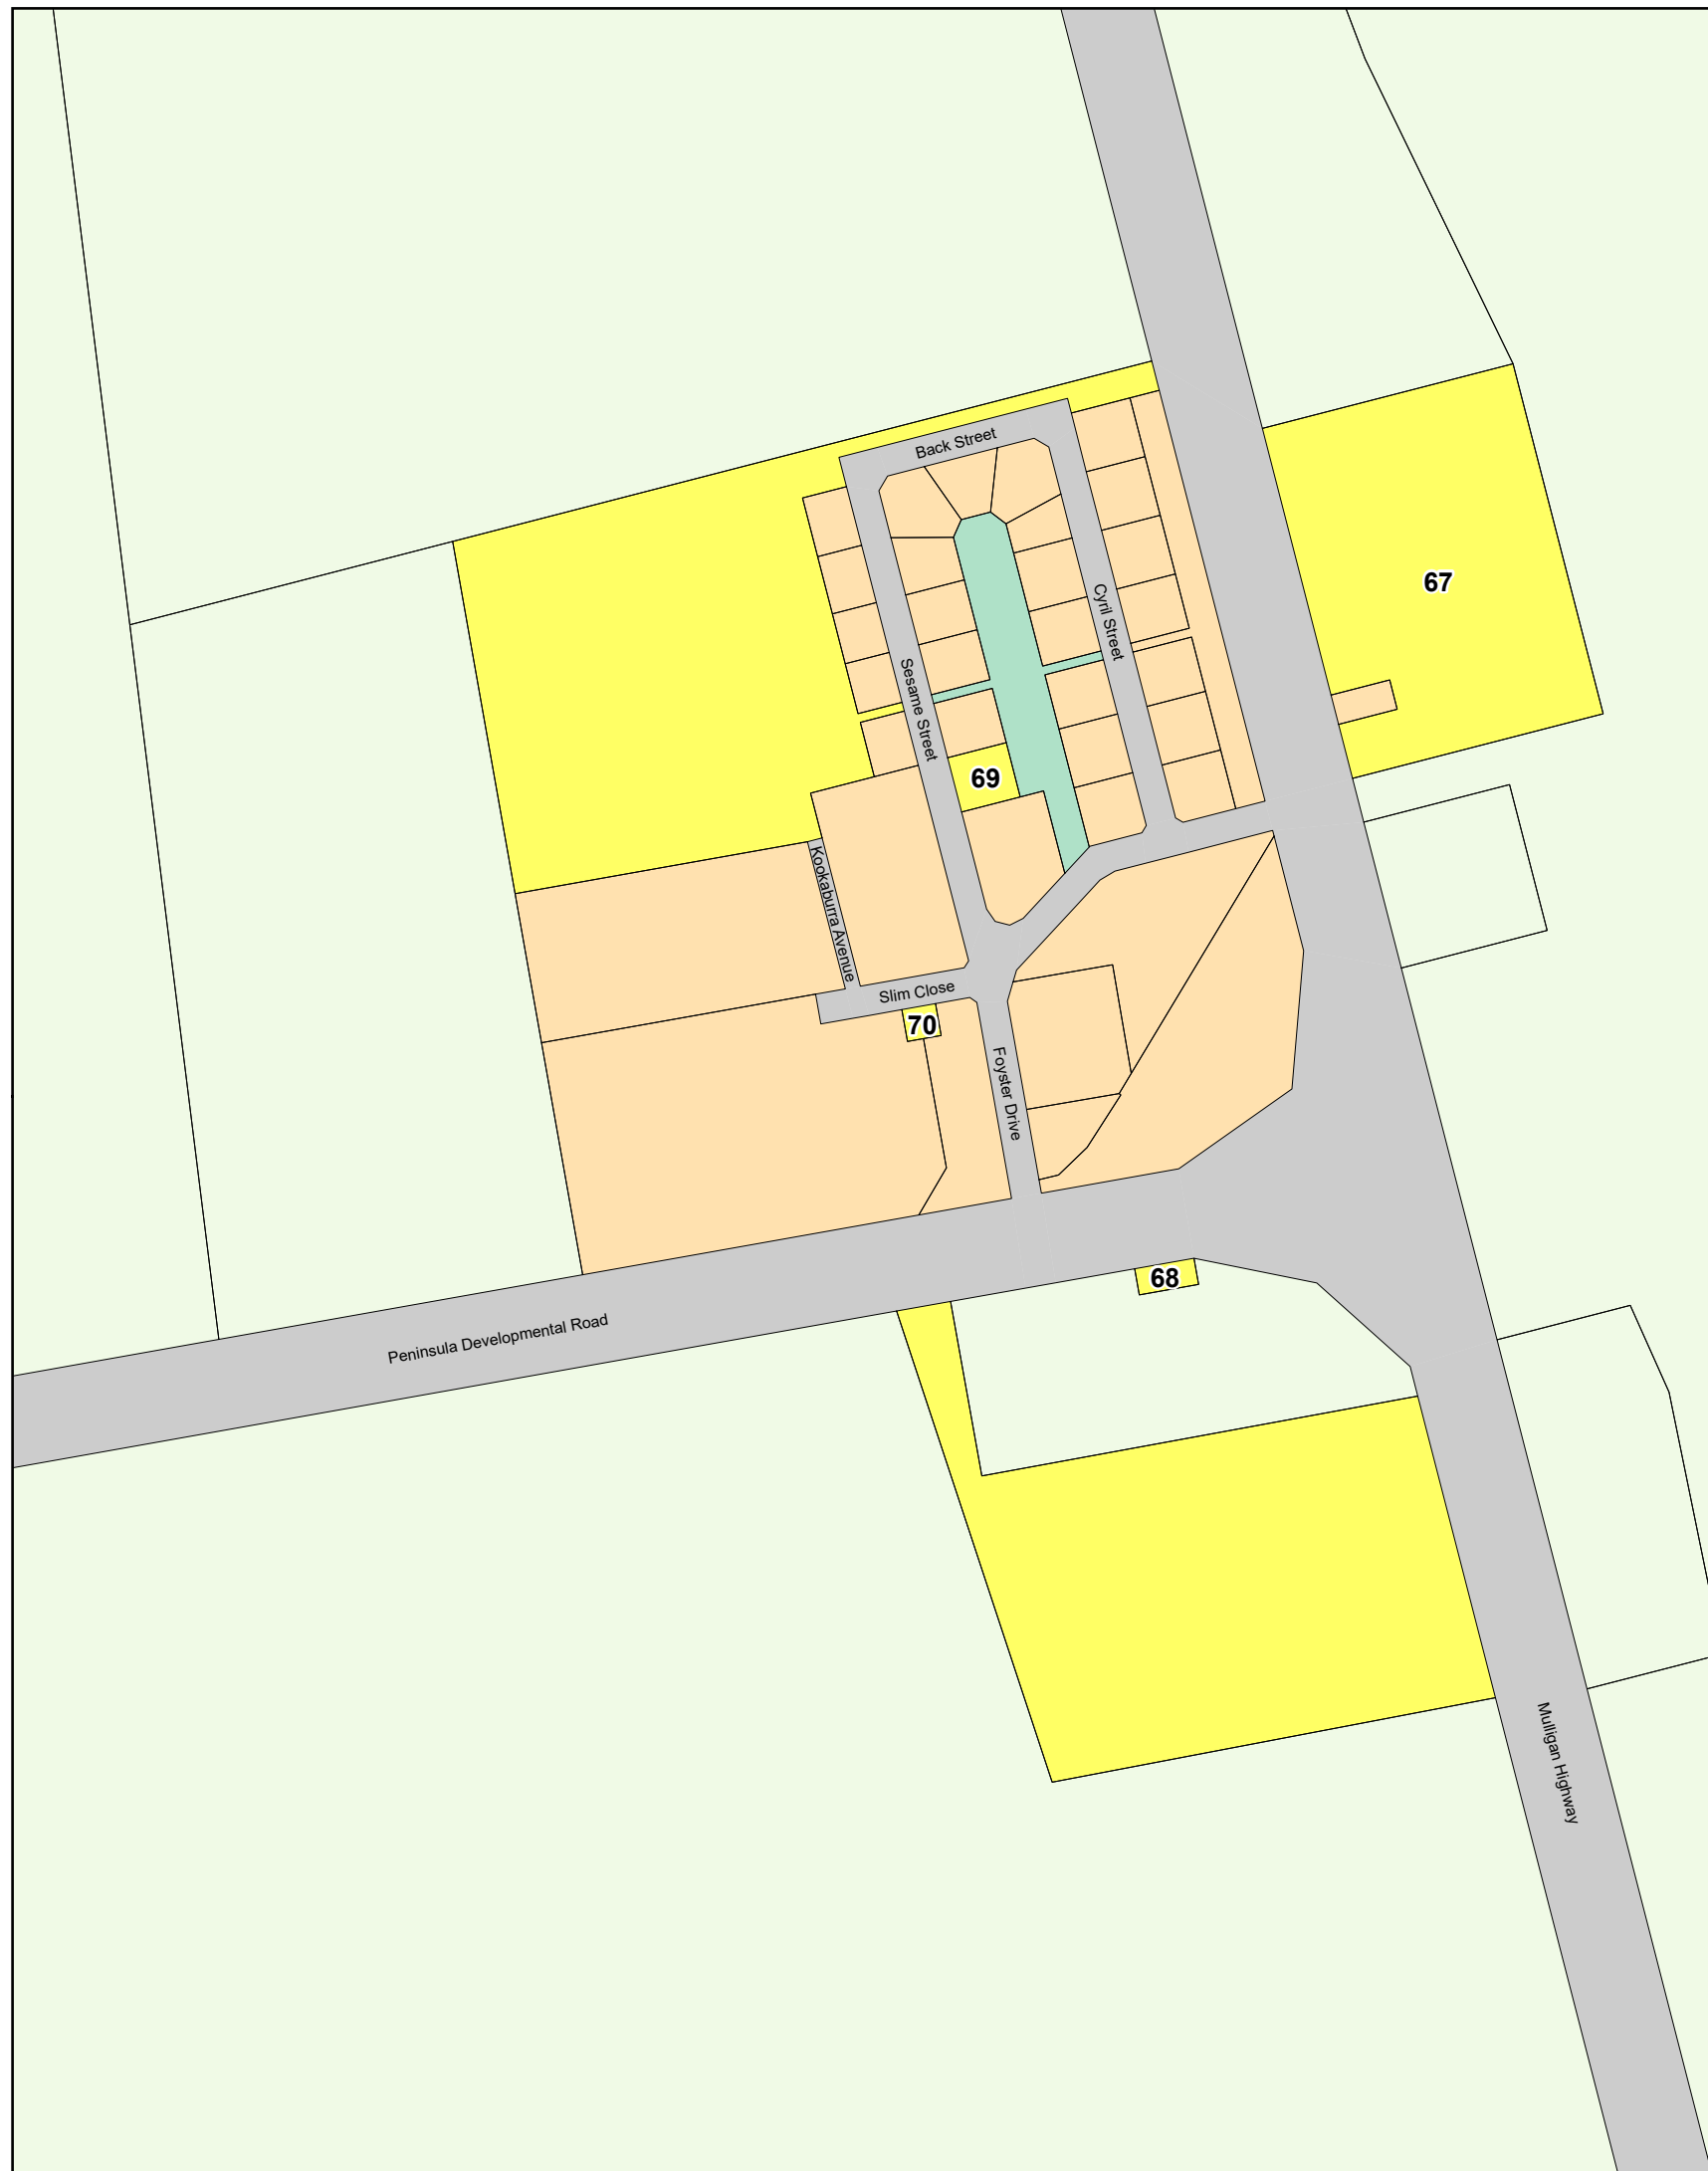 Back Street
67
Cyril Street
Sesame Street
69
Kookaburra Avenue
Slim Close
70
Foyster Drive
68
Peninsula Developmental Road
Mulligan Highway